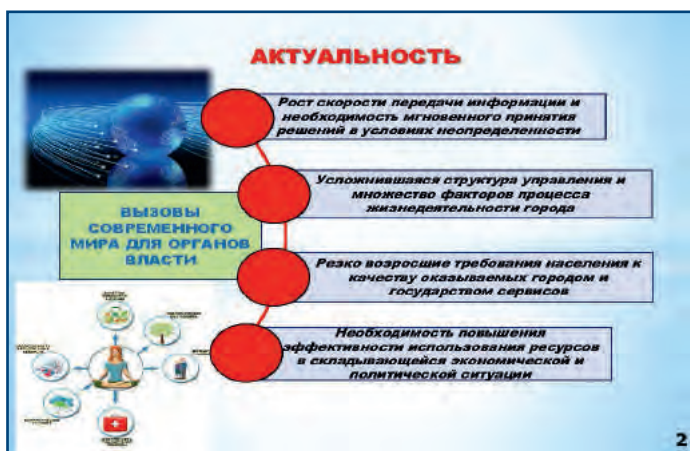 АКТУАЛЬНОСТЬ
Рост скорости передачи информации и
необходимость мгновенного принятия
решений в условиях неопределенности
Усложнившаяся структура управления и
множество факторов процесса
жизнедеятельности города
ВЫЗОВЫ
СОВРЕМЕННОГО
МИРА ДЛЯ ОРГАНОВ
ВЛАСТИ
Резко возросшие требования населения к
качеству оказываемых городом и
государством сервисов
Необходимость повышения
эффективности использования ресурсов
в складывающейся экономической и
политической ситуации
2